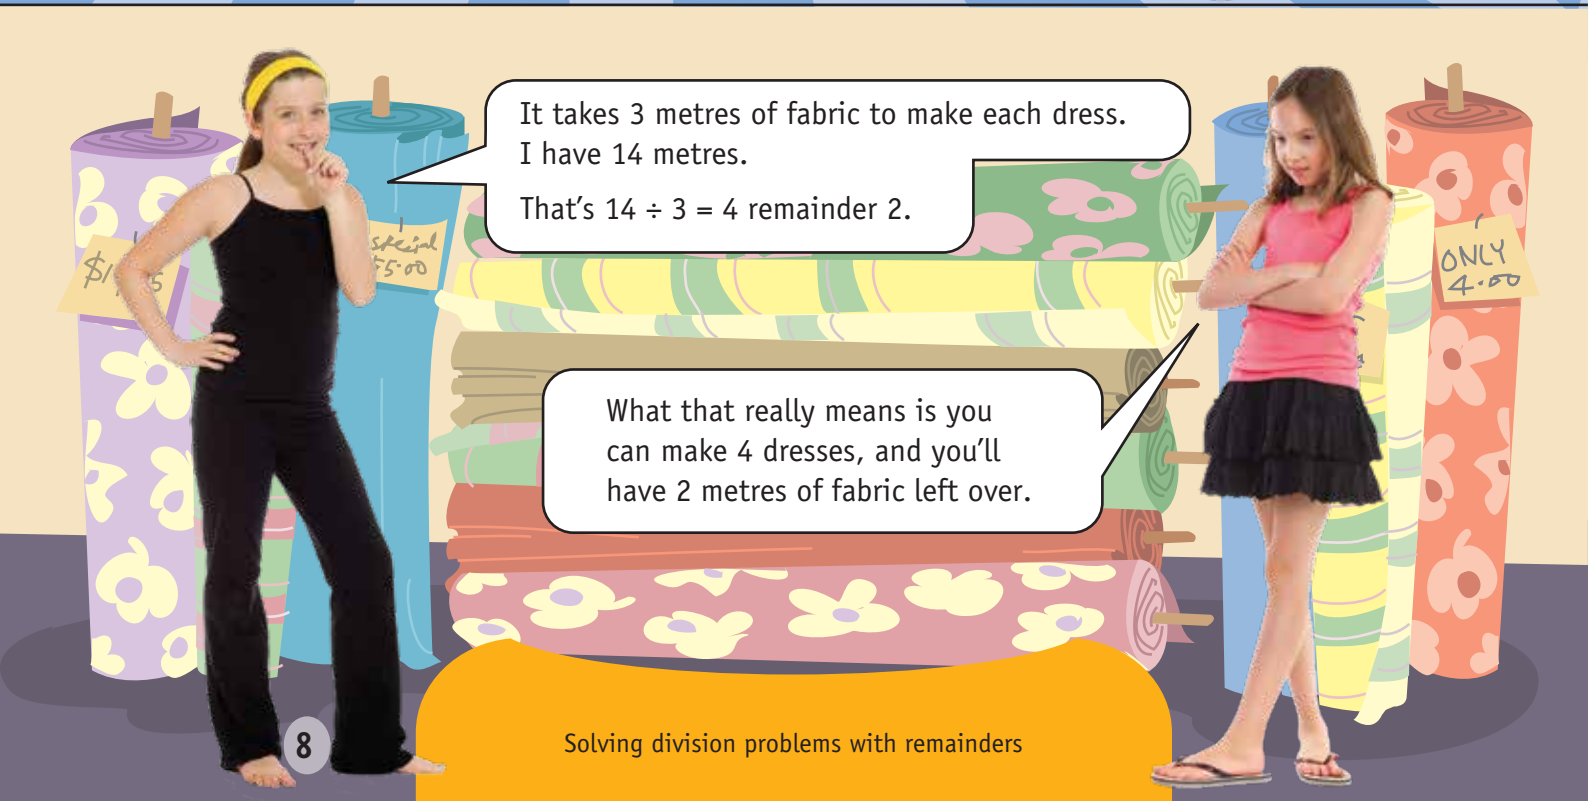 It takes 3 metres of fabric to make each dress.
I have 14 metres.
That's 14 ÷ 3 = 4 remainder 2.
special
ONLY
4.00
What that really means is you
can make 4 dresses, and you'll
have 2 metres of fabric left over.
8
Solving division problems with remainders